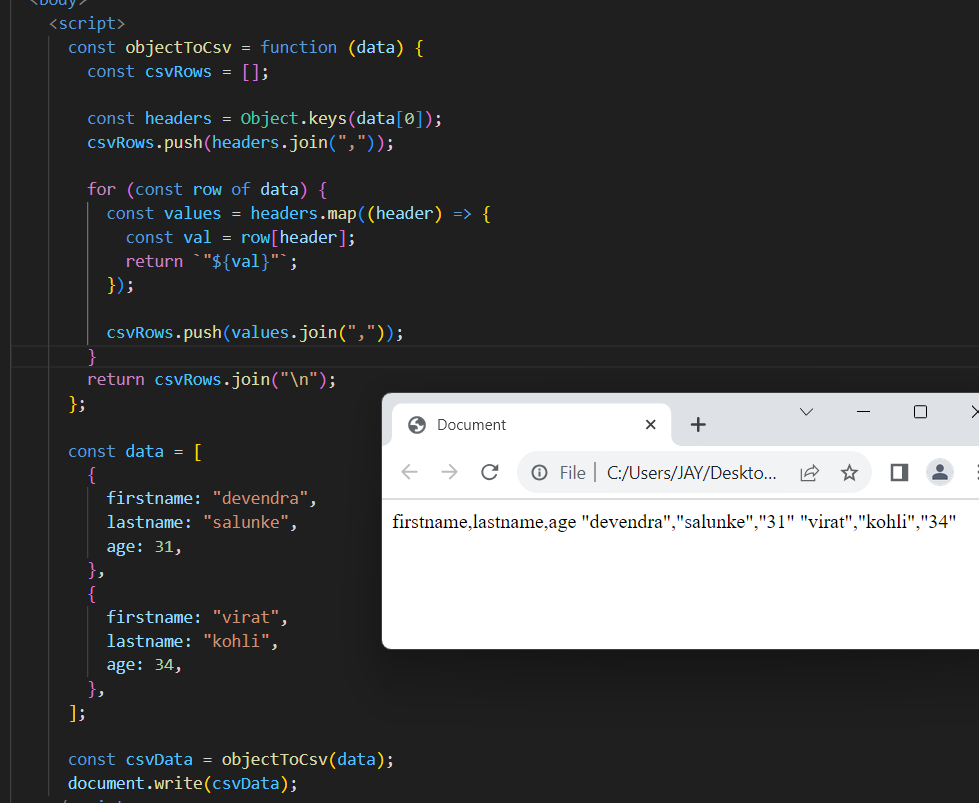 <body>
<script>
const objectToCsv = function (data) {
const csvRows = [];
const headers = Object.keys(data[0]);
csvRows.push(headers.join(","));
for (const row of data) {
const values = headers.map((header) => {
const val = row[header];
return `"${val}"`;
});
csvRows.push(values.join(","));
}
return csvRows.join("\n");
};
const data = [
{
firstname: "devendra",
lastname: "salunke",
age: 31,
},
{
firstname: "virat",
lastname: "kohli",
age: 34,
},
];
const csvData = objectToCsv(data);
document.write(csvData);
Document
File | C:/Users/JAY/Deskto...
firstname,lastname,age "devendra","salunke","31" "virat","kohli","34"